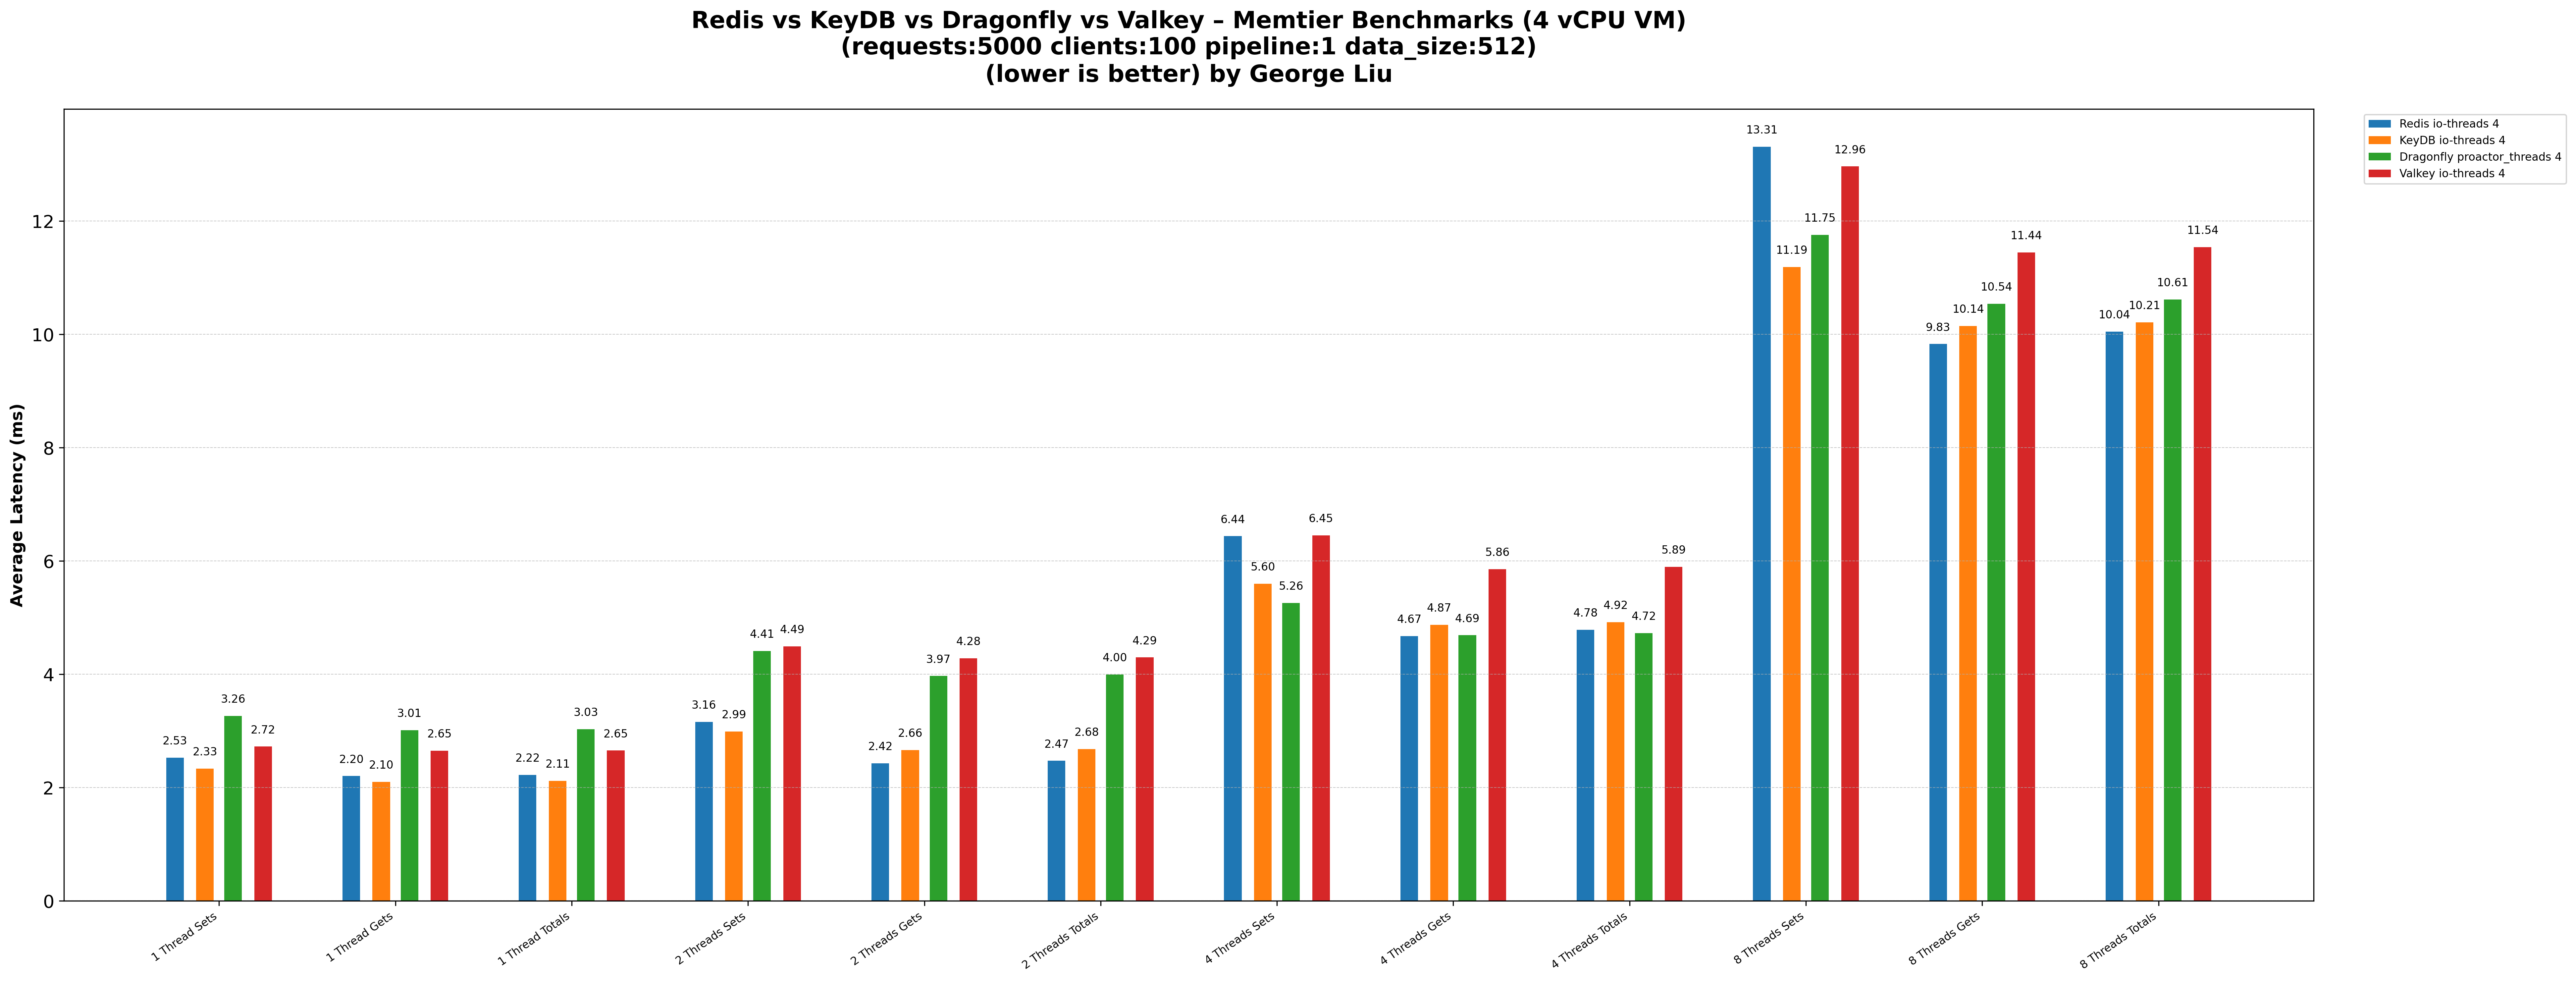 Redis vs KeyDB vs Dragonfly vs Valkey – Memtier Benchmarks (4 vCPU VM)
(requests:5000 clients:100 pipeline:1 data_size:512)
(lower is better) by George Liu
Redis io-threads 4
KeyDB io-threads 4
Dragonfly proactor_threads 4
Valkey io-threads 4
Average Latency (ms)
12
10
8
6
4
2
0
2.53
2.33
3.26
2.72
2.20
2.10
3.01
2.65
2.22
2.11
3.03
2.65
3.16
2.99
4.41
4.49
2.42
2.66
3.97
4.28
2.47
2.68
4.00
4.29
6.44
5.60
5.26
6.45
4.67
4.87
4.69
5.86
4.78
4.92
4.72
5.89
13.31
11.19
11.75
12.96
9.83
10.14
10.54
11.44
10.04
10.21
10.61
11.54
1 Thread Sets
1 Thread Gets
1 Thread Totals
2 Threads Sets
2 Threads Gets
2 Threads Totals
4 Threads Sets
4 Threads Gets
4 Threads Totals
8 Threads Sets
8 Threads Gets
8 Threads Totals